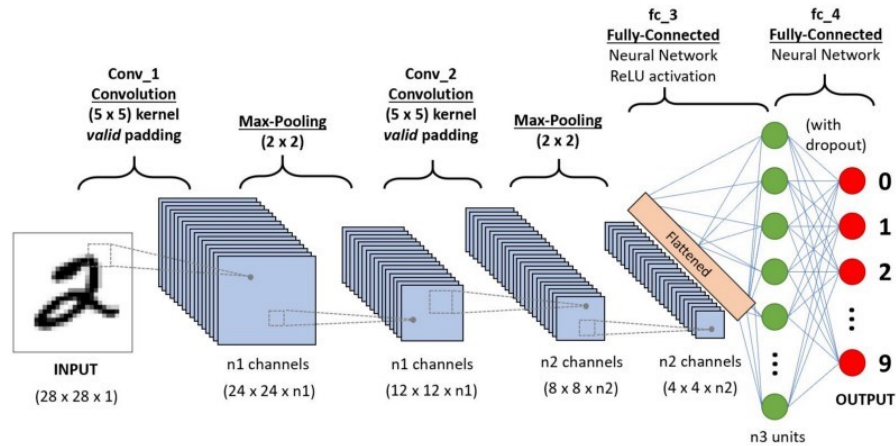 fc_3
Fully-Connected
Neural Network
ReLU activation
fc_4
Fully-Connected
Neural Network
Conv_1
Convolution
(5 x 5) kernel
valid padding
Max-Pooling
(2 x 2)
Conv_2
Convolution
(5 x 5) kernel
valid padding
Max-Pooling
(2 x 2)
(with
dropout)
Flattened
0
1
2
9
OUTPUT
2
INPUT
(28 x 28 x 1)
n1 channels
(24 x 24 x n1)
n1 channels
(12 x 12 x n1)
n2 channels
(8 x 8 x n2)
n2 channels
(4 x 4 x n2)
n3 units